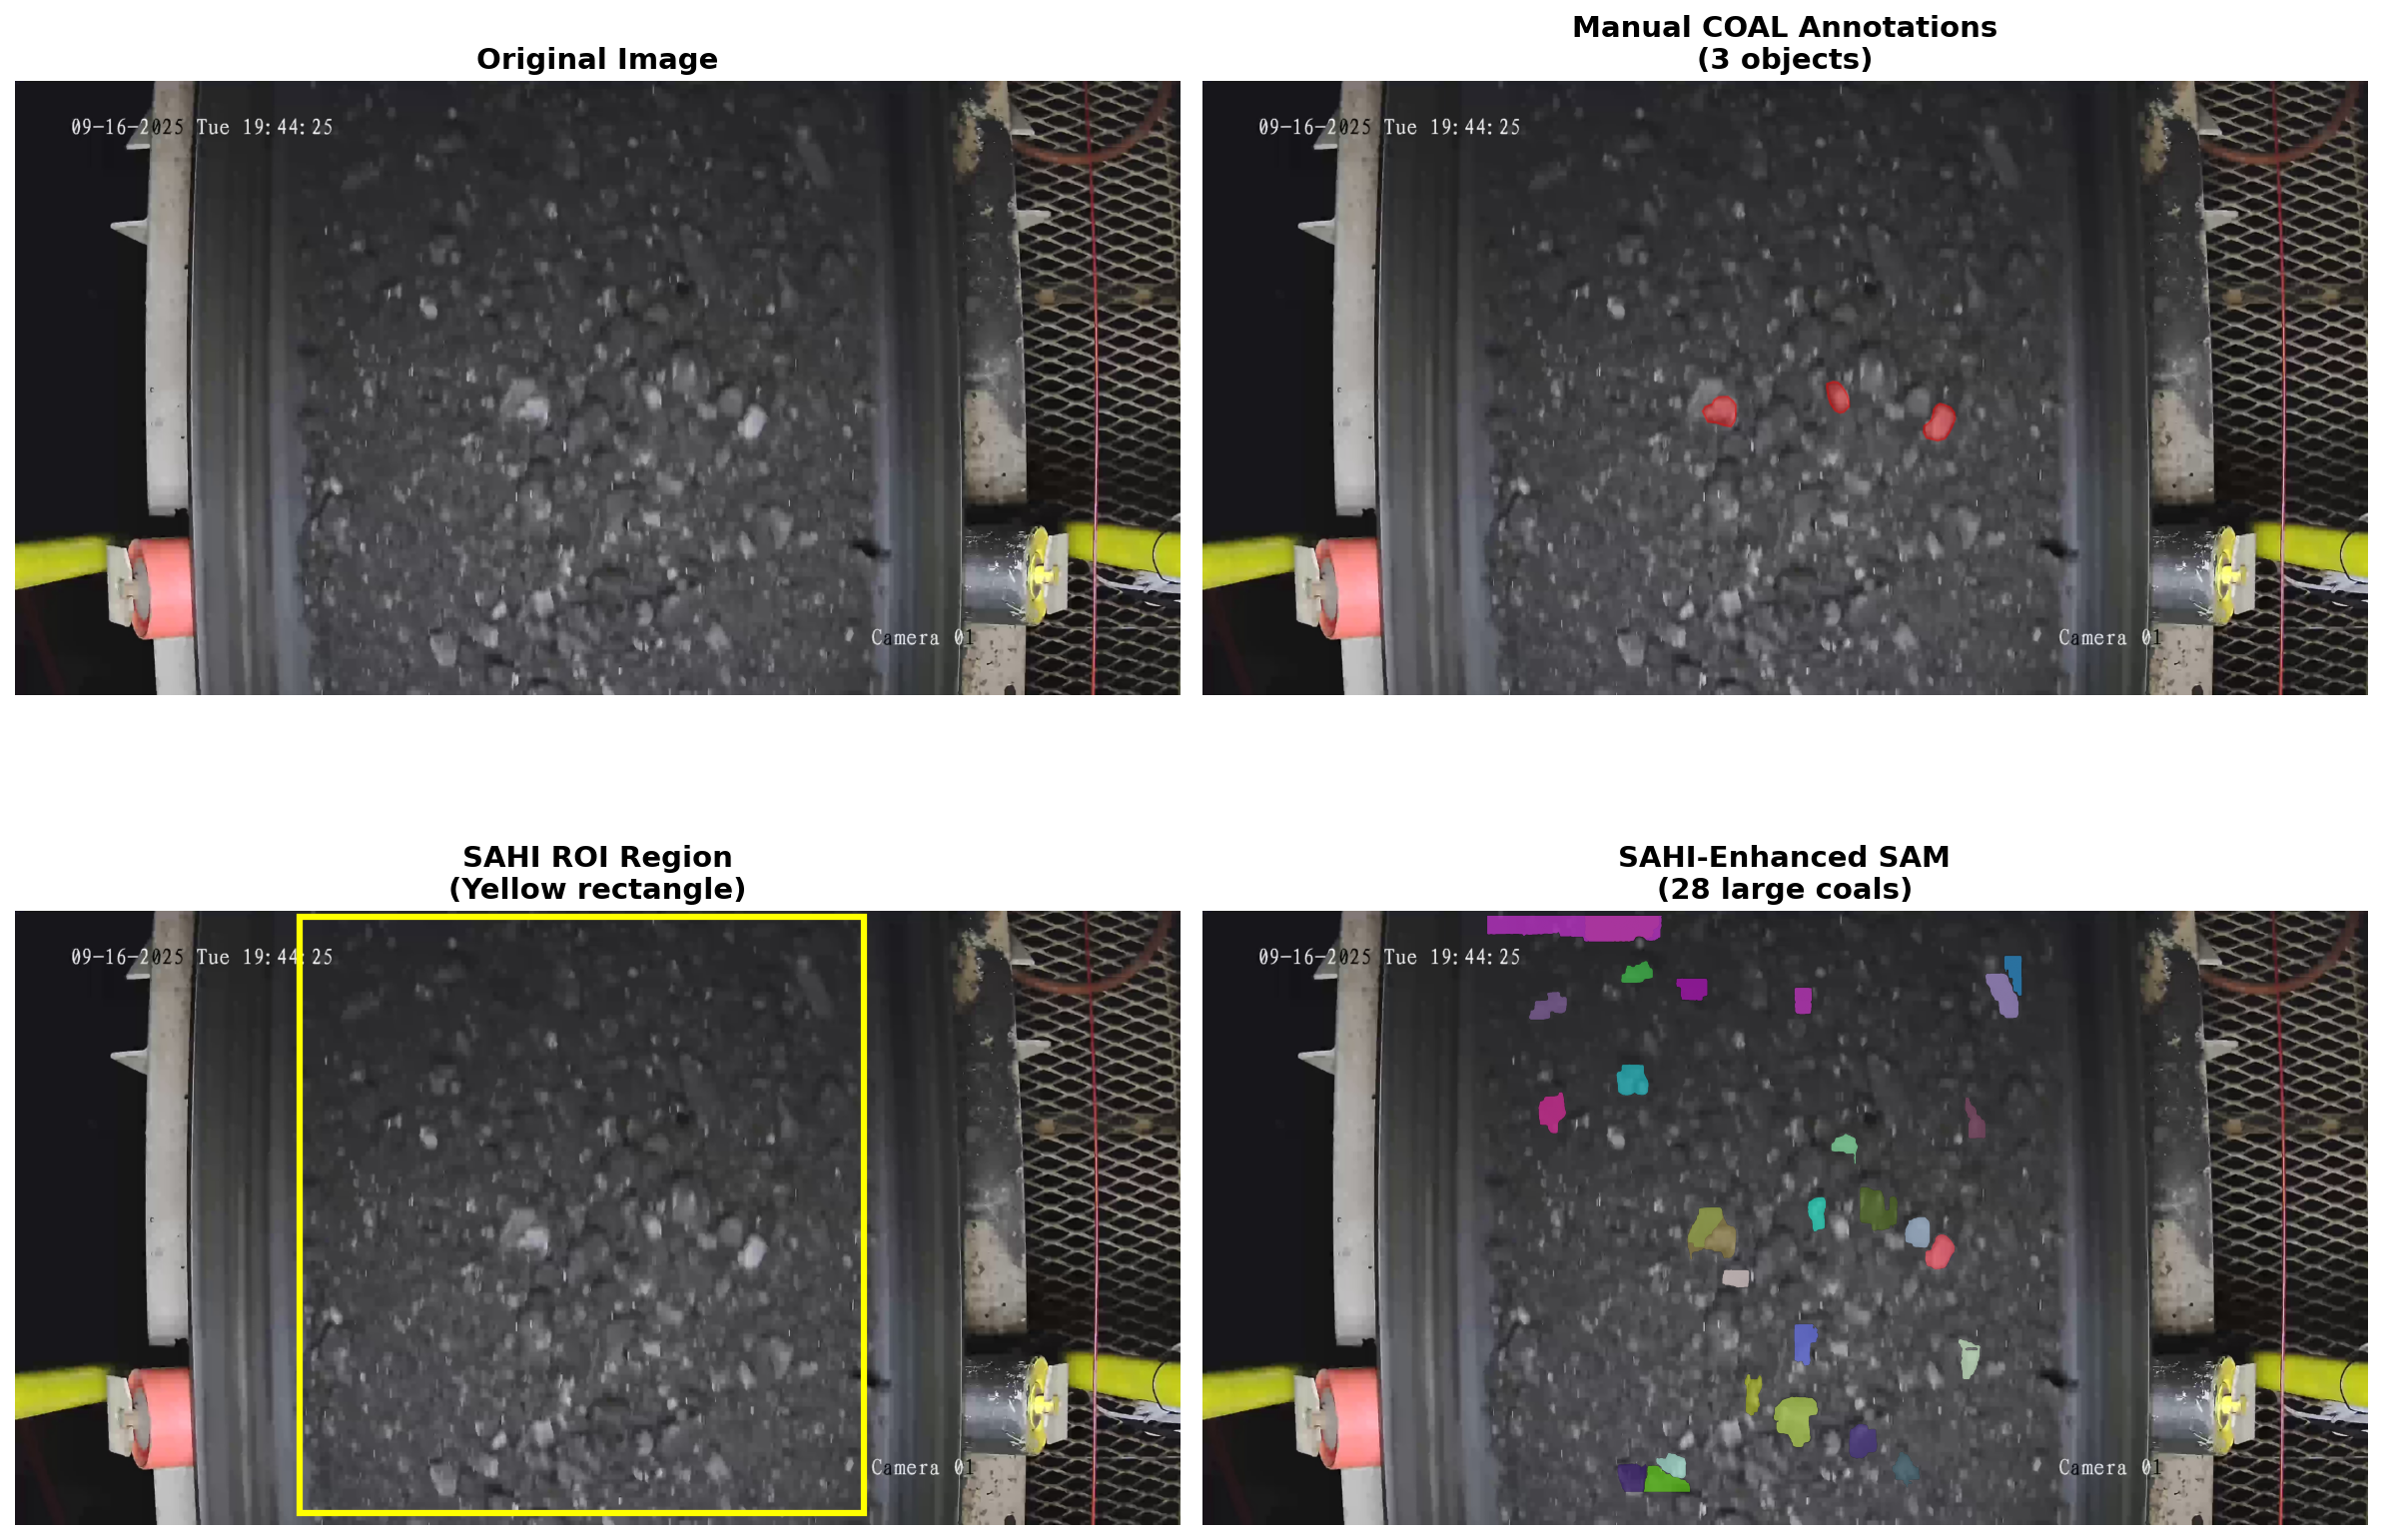 Original Image
09-16-2025 Tue 19:44:25
Camera 01
Manual COAL Annotations
(3 objects)
09-16-2025 Tue 19:44:25
Camera 01
SAHI ROI Region
(Yellow rectangle)
09-16-2025 Tue 19:44:25
Camera 01
SAHI-Enhanced SAM
(28 large coals)
09-16-2025 Tue 19:44:25
Camera 01